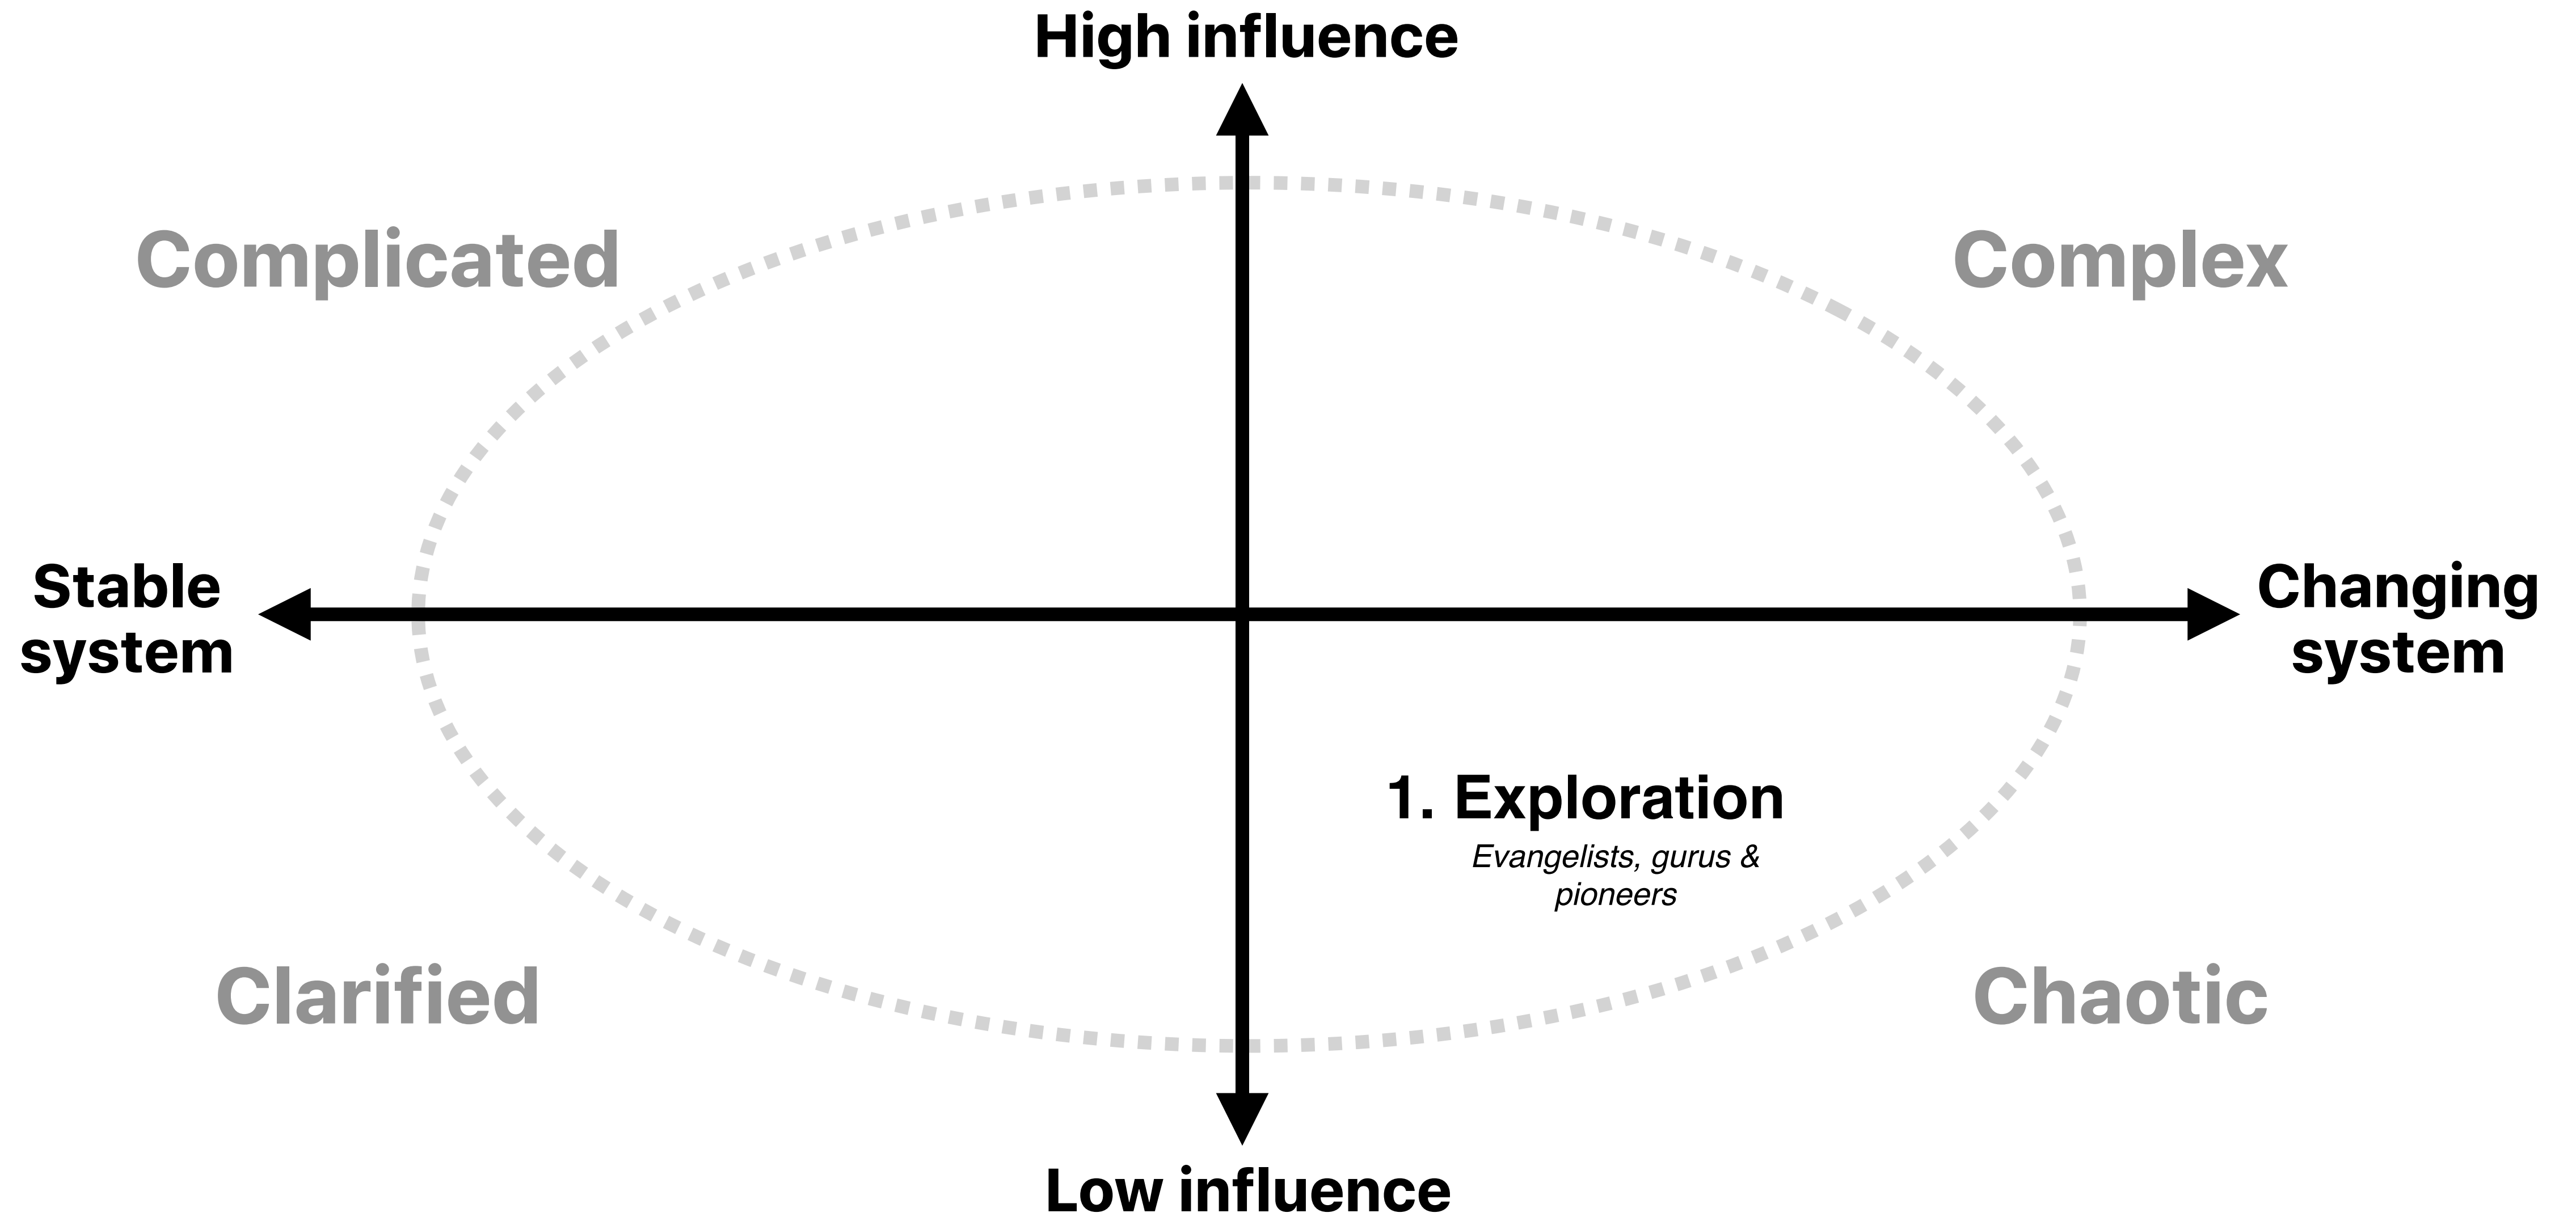 High influence
Complicated
Complex
Stable
system
Changing
system
1. Exploration
Evangelists, gurus &
pioneers
Clarified
Chaotic
Low influence